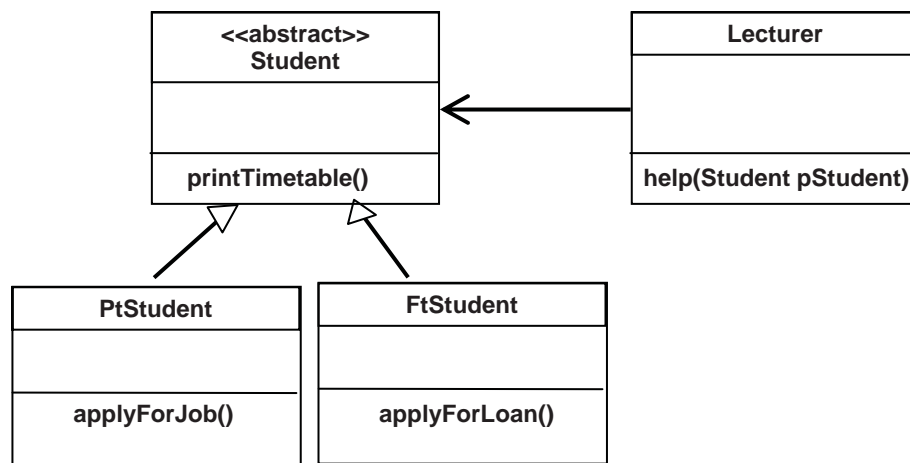 <<abstract>>
Student
printTimetable()
Lecturer
help(Student pStudent)
PtStudent
applyForJob()
FtStudent
applyForLoan()